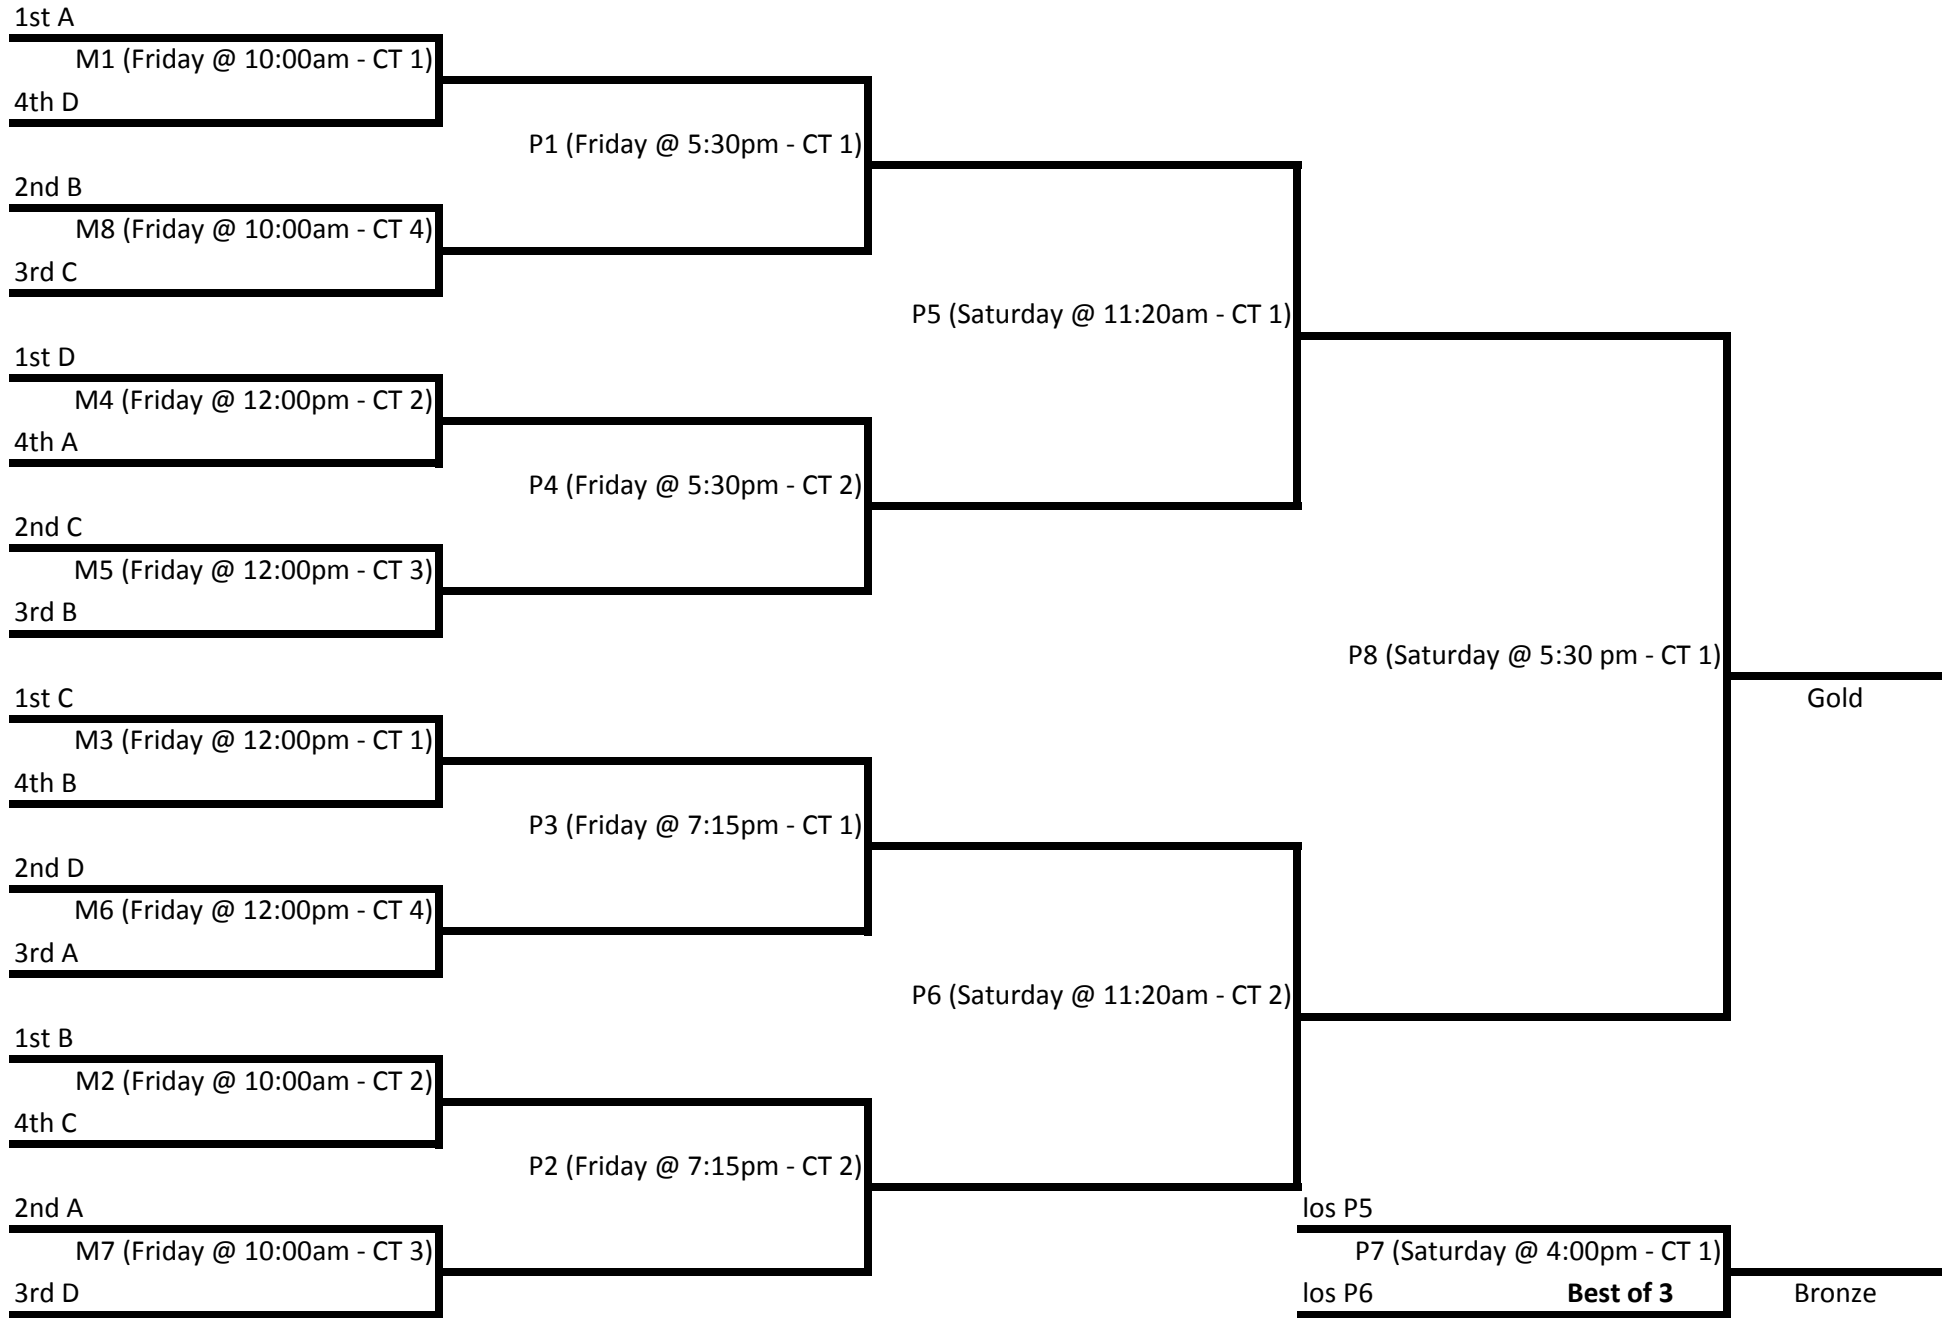 1st A
M1 (Friday @ 10:00am - CT 1)
4th D
P1 (Friday @ 5:30pm - CT 1)
2nd B
M8 (Friday @ 10:00am - CT 4)
3rd C
P5 (Saturday @ 11:20am - CT 1)
1st D
M4 (Friday @ 12:00pm - CT 2)
4th A
P4 (Friday @ 5:30pm - CT 2)
2nd C
M5 (Friday @ 12:00pm - CT 3)
3rd B
P8 (Saturday @ 5:30 pm - CT 1)
Gold
1st C
M3 (Friday @ 12:00pm - CT 1)
4th B
P3 (Friday @ 7:15pm - CT 1)
2nd D
M6 (Friday @ 12:00pm - CT 4)
3rd A
P6 (Saturday @ 11:20am - CT 2)
1st B
M2 (Friday @ 10:00am - CT 2)
4th C
P2 (Friday @ 7:15pm - CT 2)
2nd A
M7 (Friday @ 10:00am - CT 3)
3rd D
los P5
P7 (Saturday @ 4:00pm - CT 1)
los P6
Best of 3
Bronze